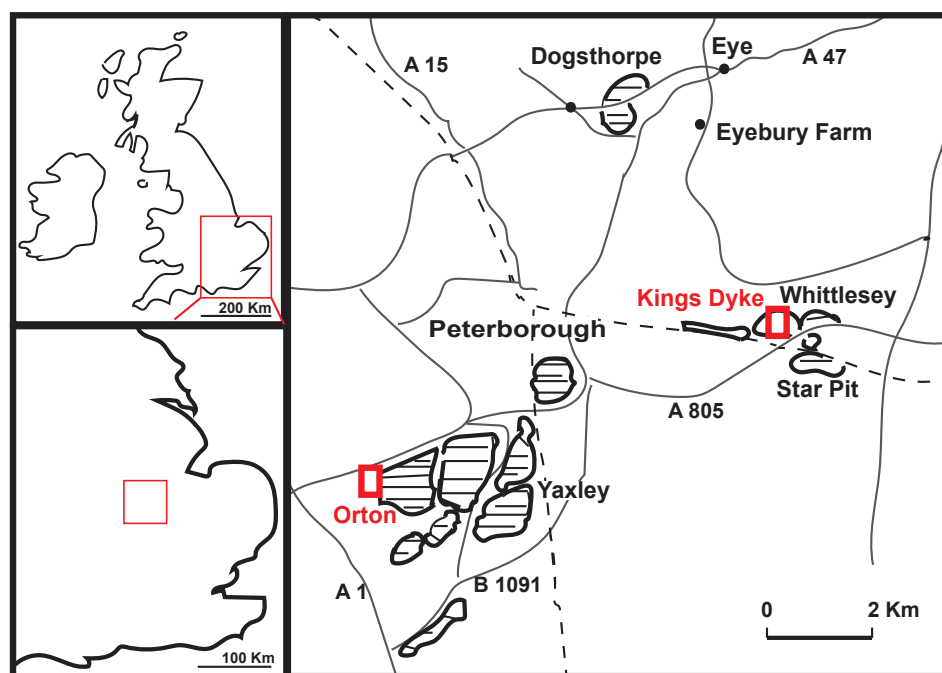 200 Km
100 Km
A 15
Dogsthorpe
Eye
A 47
Eyebury Farm
Kings Dyke
Whittlesey
Peterborough
Star Pit
A 805
Yaxley
Orton
A 1
B 1091
0 2 Km